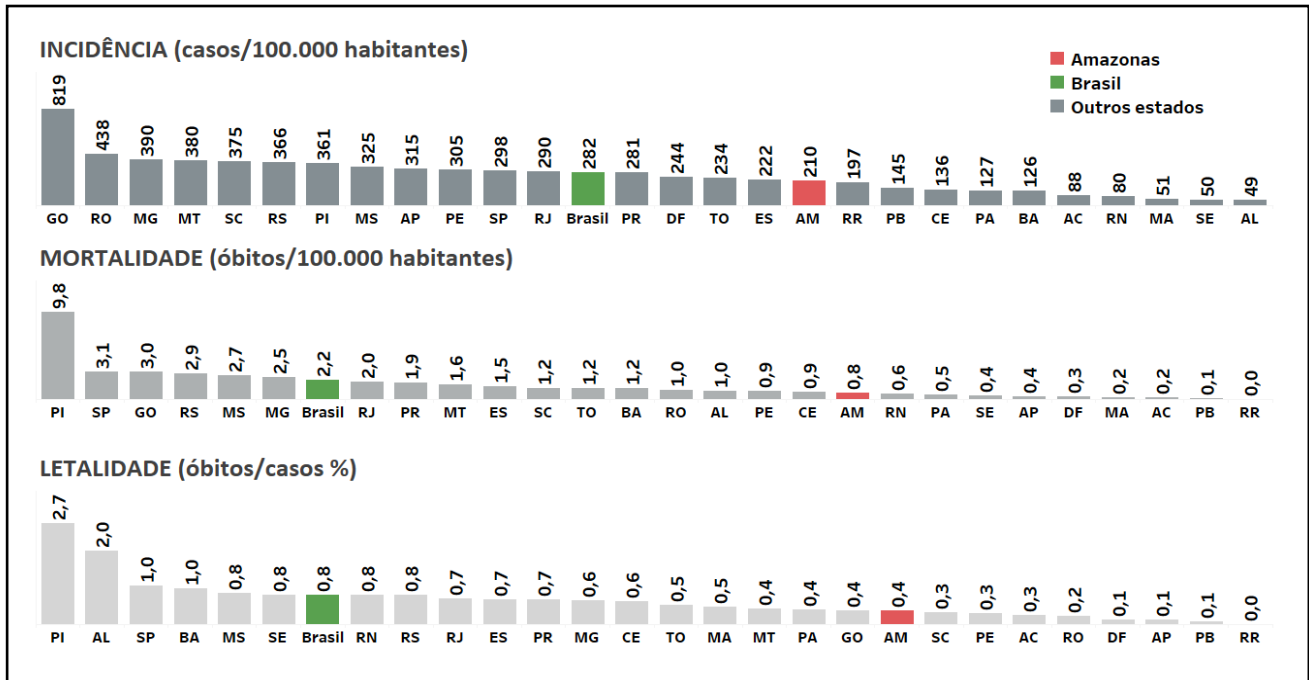 INCIDÊNCIA (casos/100.000 habitantes)
Amazonas
Brasil
Outros estados
819 438 390 380 375 366 361 325 315 305 298 290 282 281 244 234 222 210 197 145 136 127 126 88 80 51 50 49
GO RO MG MT SC RS PI MS AP PE SP RJ Brasil PR DF TO ES AM RR PB CE PA BA AC RN MA SE AL
MORTALIDADE (óbitos/100.000 habitantes)
9,8 3,1 3,0 2,9 2,7 2,5 2,2 2,0 1,9 1,6 1,5 1,2 1,2 1,2 1,0 1,0 0,9 0,9 0,8 0,6 0,5 0,4 0,4 0,3 0,2 0,2 0,1 0,0
PI SP GO RS MS MG Brasil RJ PR MT ES SC TO BA RO AL PE CE AM RN PA SE AP DF MA AC PB RR
LETALIDADE (óbitos/casos %)
2,7 2,0 1,0 1,0 0,8 0,8 0,8 0,8 0,8 0,7 0,7 0,7 0,6 0,6 0,5 0,5 0,4 0,4 0,4 0,4 0,3 0,3 0,3 0,2 0,1 0,1 0,1 0,0
PI AL SP BA MS SE Brasil RN RS RJ ES PR MG CE TO MA MT PA GO AM SC PE AC RO DF AP PB RR